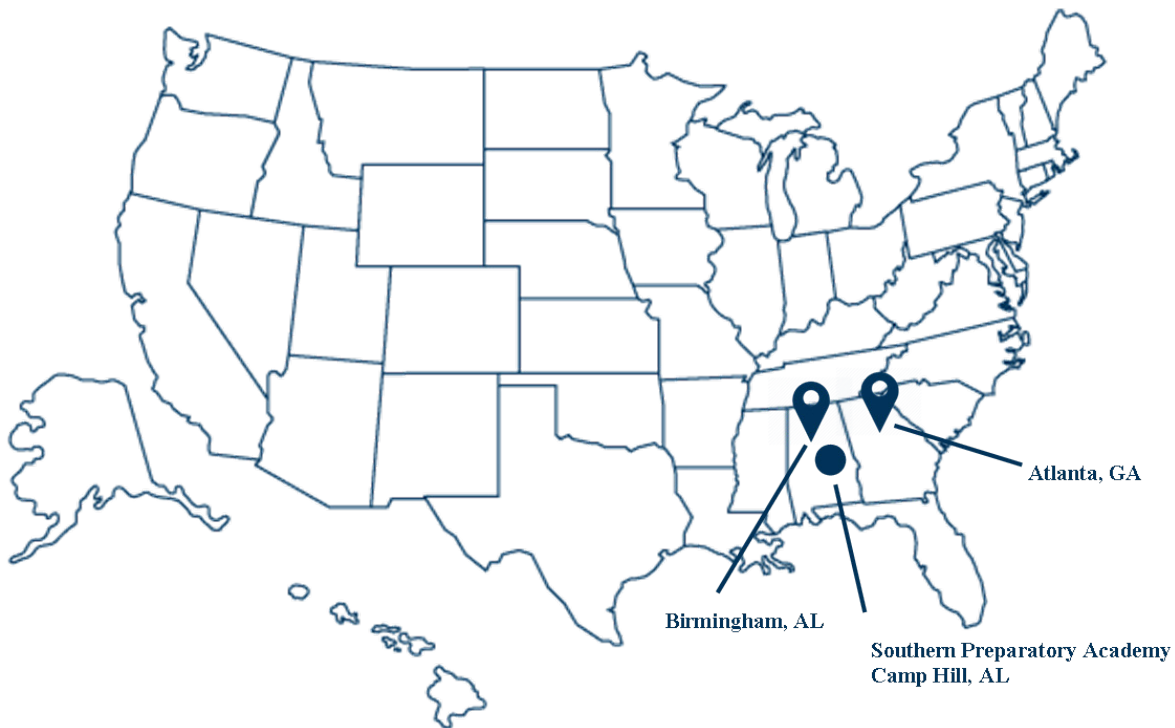 Atlanta, GA
Birmingham, AL
Southern Preparatory Academy
Camp Hill, AL